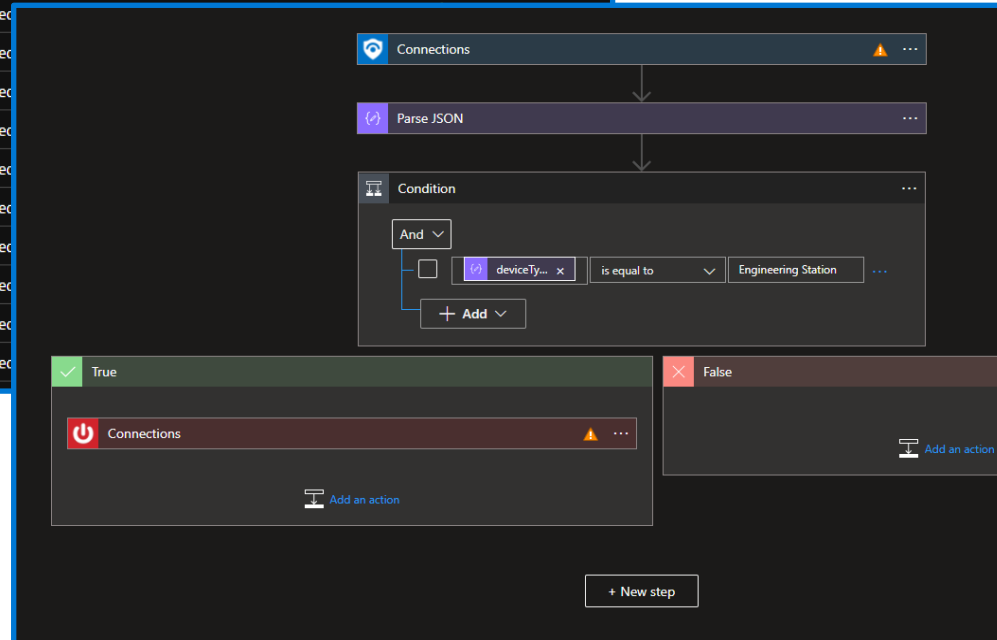 Connections
Parse JSON
Condition
And
deviceTy...
is equal to
Engineering Station
Add
True
False
Connections
Add an action
Add an action
+ New step